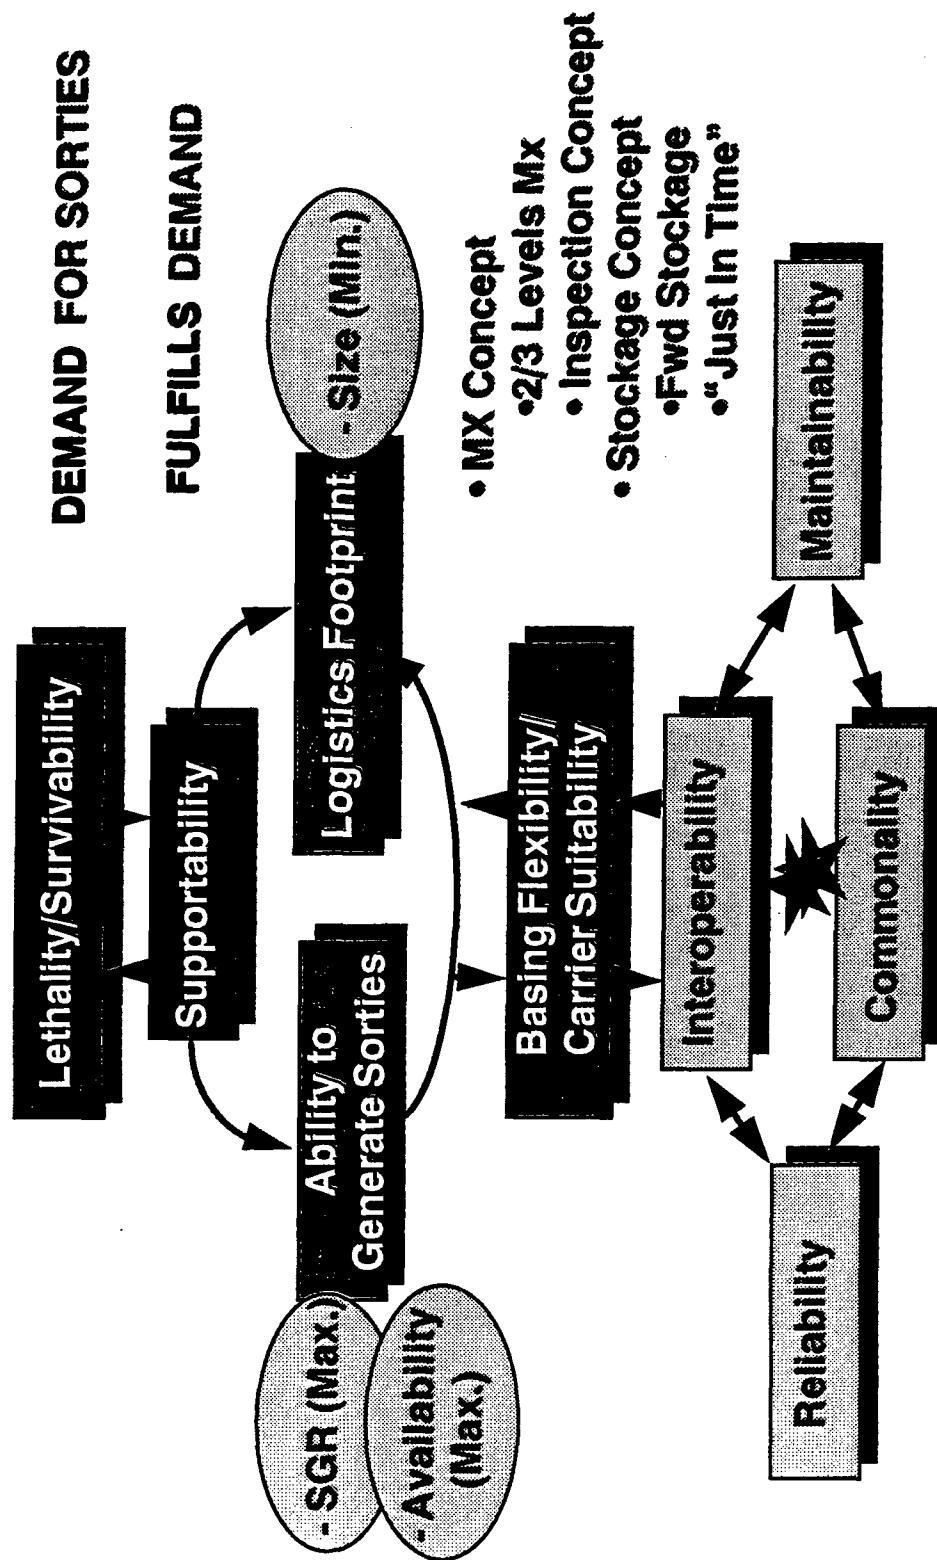 Lethality/Survivability
DEMAND FOR SORTIES
Supportability
FULFILLS DEMAND
- SGR (Max.)
- Availability
(Max.)
Ability to
Generate Sorties
Logistics Footprint
- Size (Min.)
Basing Flexibility/
Carrier Suitability
• MX Concept
•2/3 Levels Mx
• Inspection Concept
• Stockage Concept
•Fwd Stockage
•“Just In Time”
Interoperability
Reliability
Maintainability
Commonality